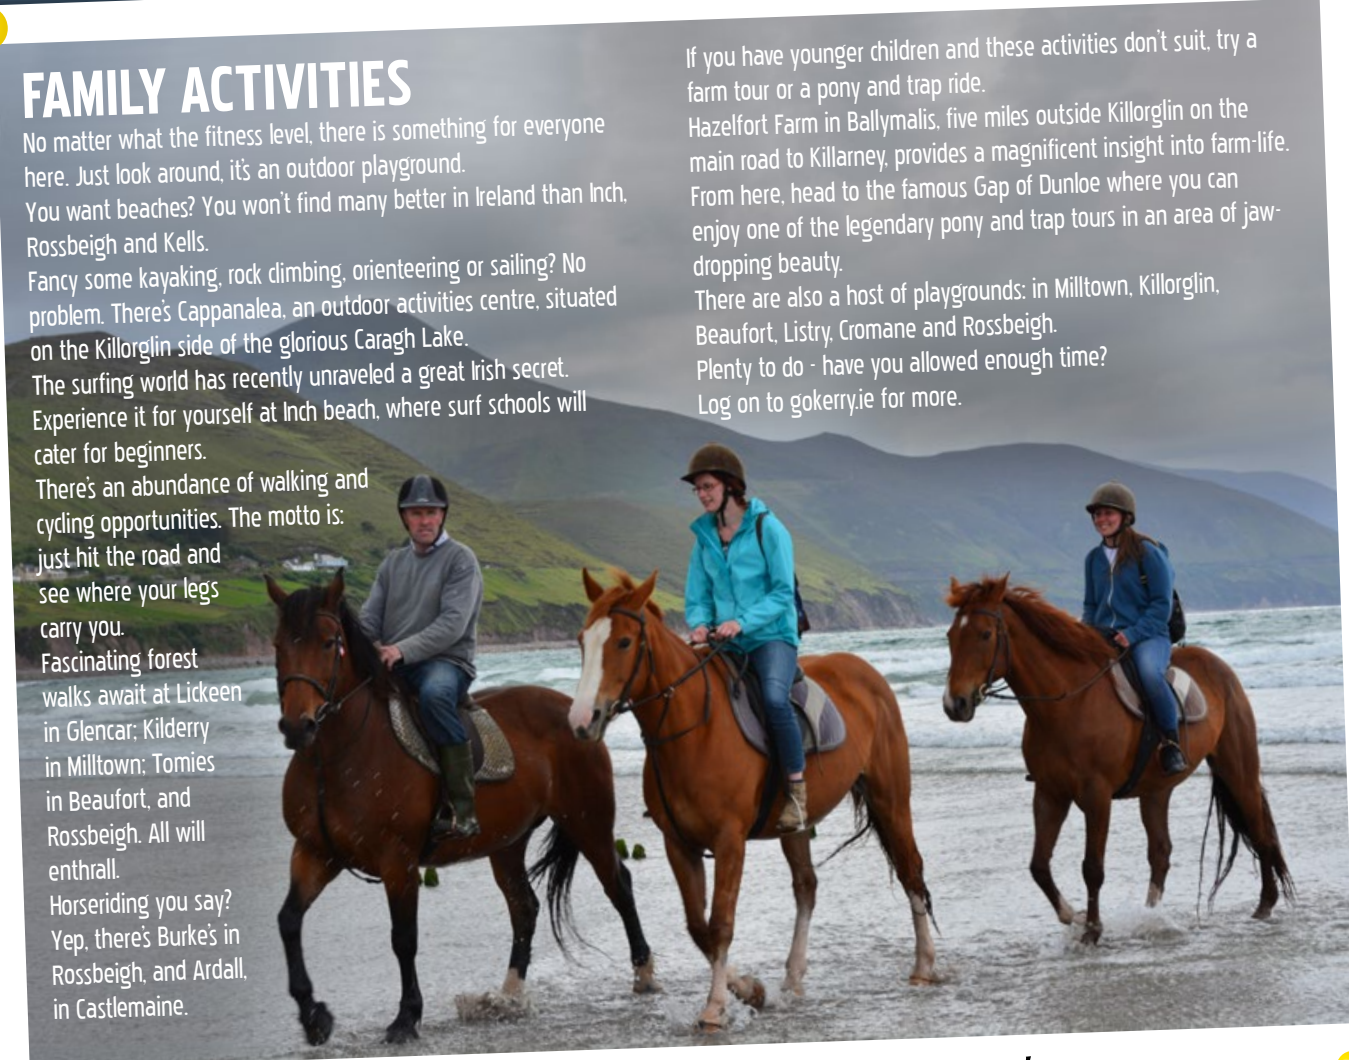 FAMILY ACTIVITIES
No matter what the fitness level, there is something for everyone
here. Just look around, it's an outdoor playground.
You want beaches? You won't find many better in Ireland than Inch,
Rossbeigh and Kells.
Fancy some kayaking, rock climbing, orienteering or sailing? No
problem. There's Cappanalea, an outdoor activities centre, situated
on the Killorglin side of the glorious Caragh Lake.
The surfing world has recently unraveled a great Irish secret.
Experience it for yourself at Inch beach, where surf schools will
cater for beginners.
There's an abundance of walking and
cycling opportunities. The motto is:
just hit the road and
see where your legs
carry you.
Fascinating forest
walks await at Lickeen
in Glencar; Kilderry
in Milltown; Tomies
in Beaufort, and
Rossbeigh. All will
enthrall.
Horseriding you say?
Yep, there's Burke's in
Rossbeigh, and Ardall,
in Castlemaine.
If you have younger children and these activities don't suit, try a
farm tour or a pony and trap ride.
Hazelfort Farm in Ballymalis, five miles outside Killorglin on the
main road to Killarney, provides a magnificent insight into farm-life.
From here, head to the famous Gap of Dunloe where you can
enjoy one of the legendary pony and trap tours in an area of jaw-
dropping beauty.
There are also a host of playgrounds: in Milltown, Killorglin,
Beaufort, Listry, Cromane and Rossbeigh.
Plenty to do - have you allowed enough time?
Log on to gokerry.ie for more.